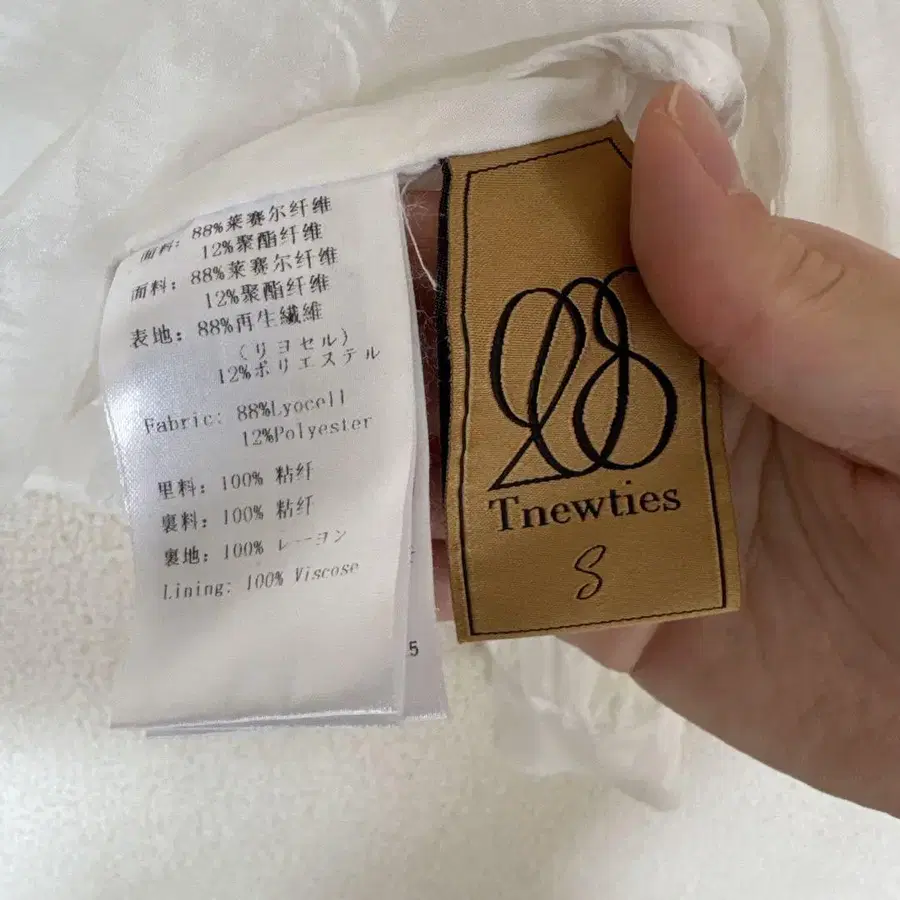 面料: 88%莱赛尔纤维
12%聚酯纤维
面料: 88%莱赛尔纤维
12%聚酯纤维
表地: 88%再生繊維
(リヨセル)
12%ポリエステル
Fabric: 88%Lyocell
12%Polyester
里料: 100% 粘纤
裏料: 100% 粘纤
裏地: 100% レーヨン
Lining: 100% Viscose
5
Tnewties
S